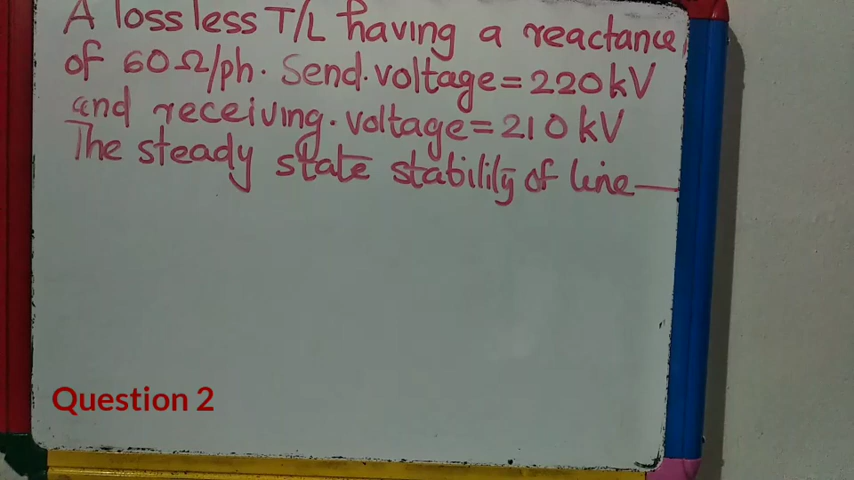 A lossless T/L having a reactance
of 60Ω/ph. Send. voltage = 220kV
and receiving. voltage = 210kV
The steady state stability of line —
Question 2